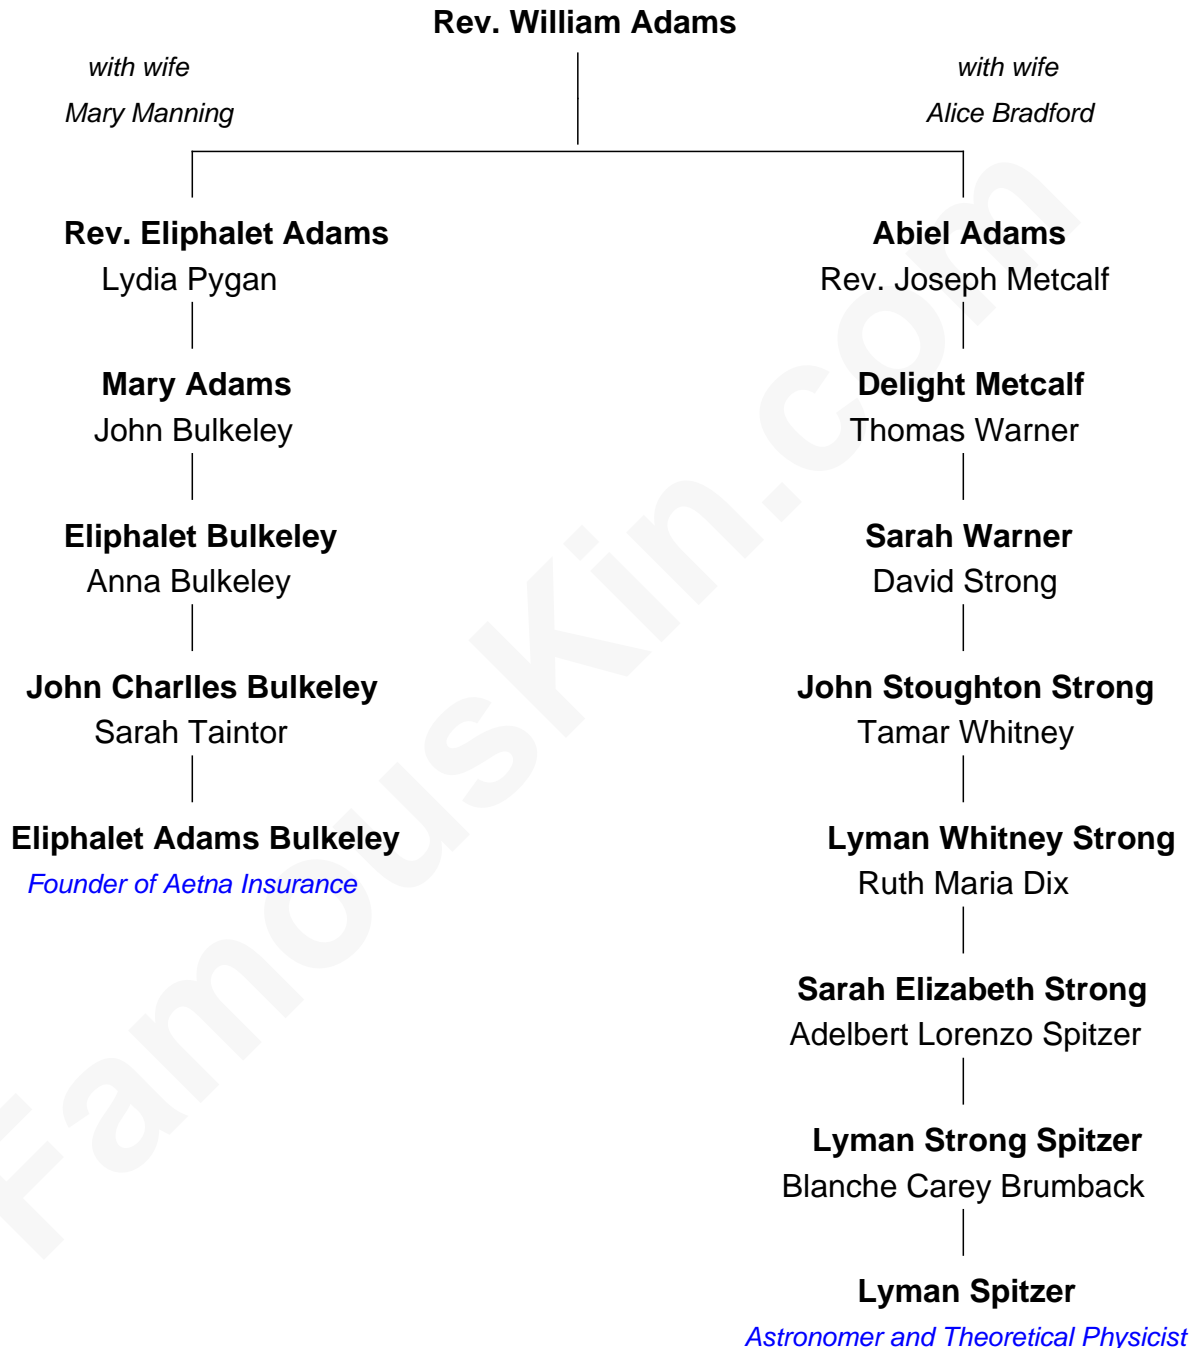 Rev. William Adams
with wife
Mary Manning
with wife
Alice Bradford
Rev. Eliphalet Adams
Lydia Pygan
Abiel Adams
Rev. Joseph Metcalf
Mary Adams
John Bulkeley
Delight Metcalf
Thomas Warner
Eliphalet Bulkeley
Anna Bulkeley
Sarah Warner
David Strong
John Charlles Bulkeley
Sarah Taintor
John Stoughton Strong
Tamar Whitney
Eliphalet Adams Bulkeley
Founder of Aetna Insurance
Lyman Whitney Strong
Ruth Maria Dix
Sarah Elizabeth Strong
Adelbert Lorenzo Spitzer
Lyman Strong Spitzer
Blanche Carey Brumback
Lyman Spitzer
Astronomer and Theoretical Physicist
FamousKin.com